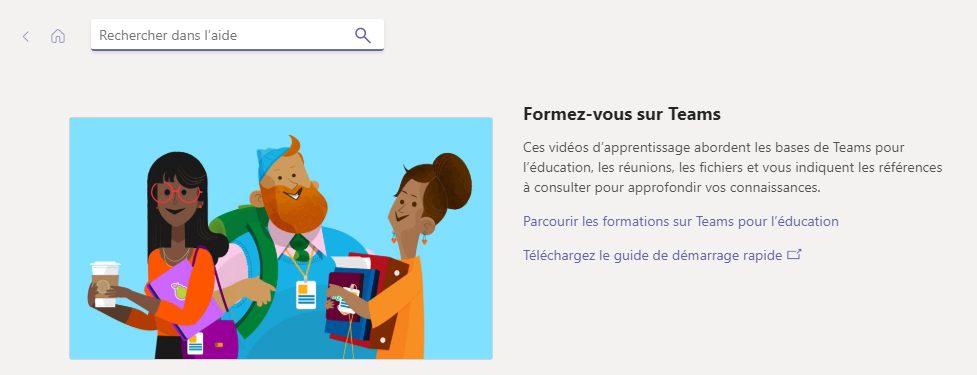 Rechercher dans l'aide
Formez-vous sur Teams
Ces vidéos d'apprentissage abordent les bases de Teams pour
l'éducation, les réunions, les fichiers et vous indiquent les références
à consulter pour approfondir vos connaissances.
Parcourir les formations sur Teams pour l'éducation
Téléchargez le guide de démarrage rapide